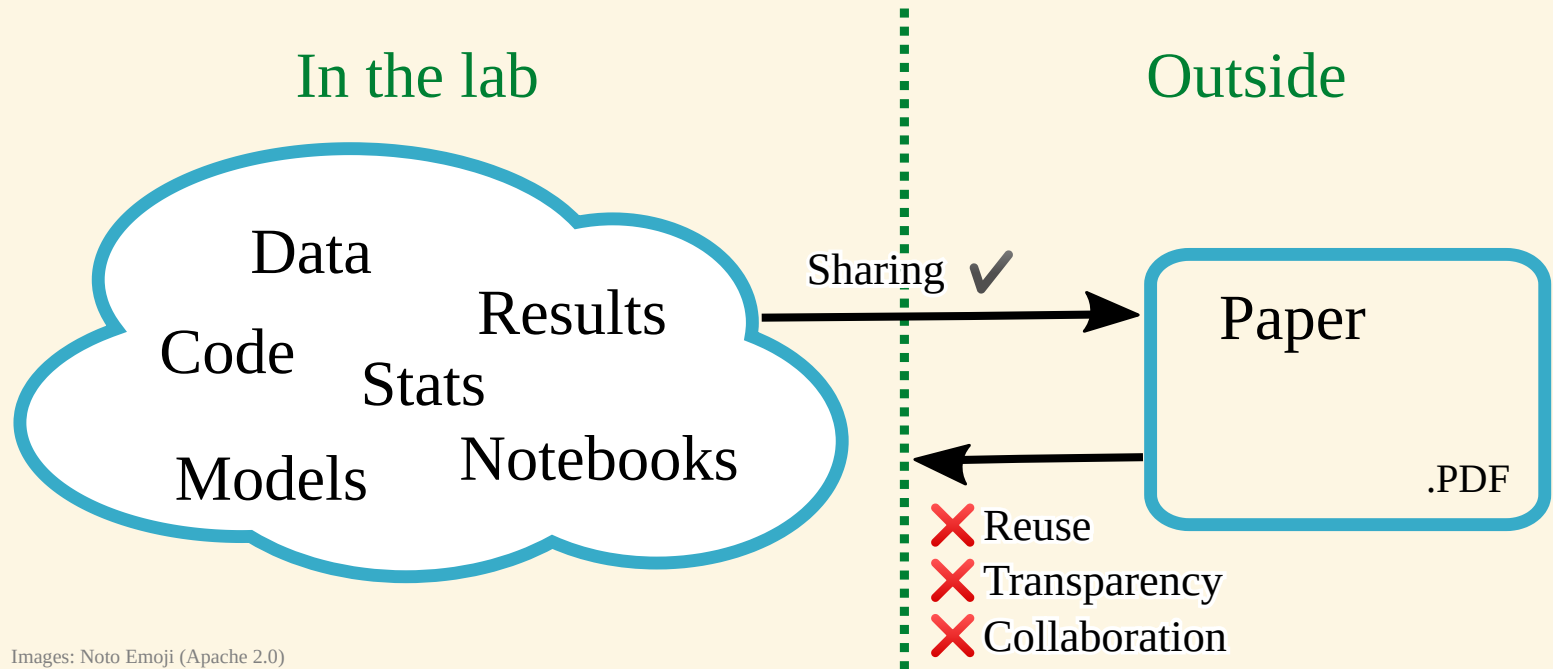 In the lab
Outside
Data
Results
Code
Stats
Models
Notebooks
Sharing
Paper
.PDF
Reuse
Transparency
Collaboration
Images: Noto Emoji (Apache 2.0)